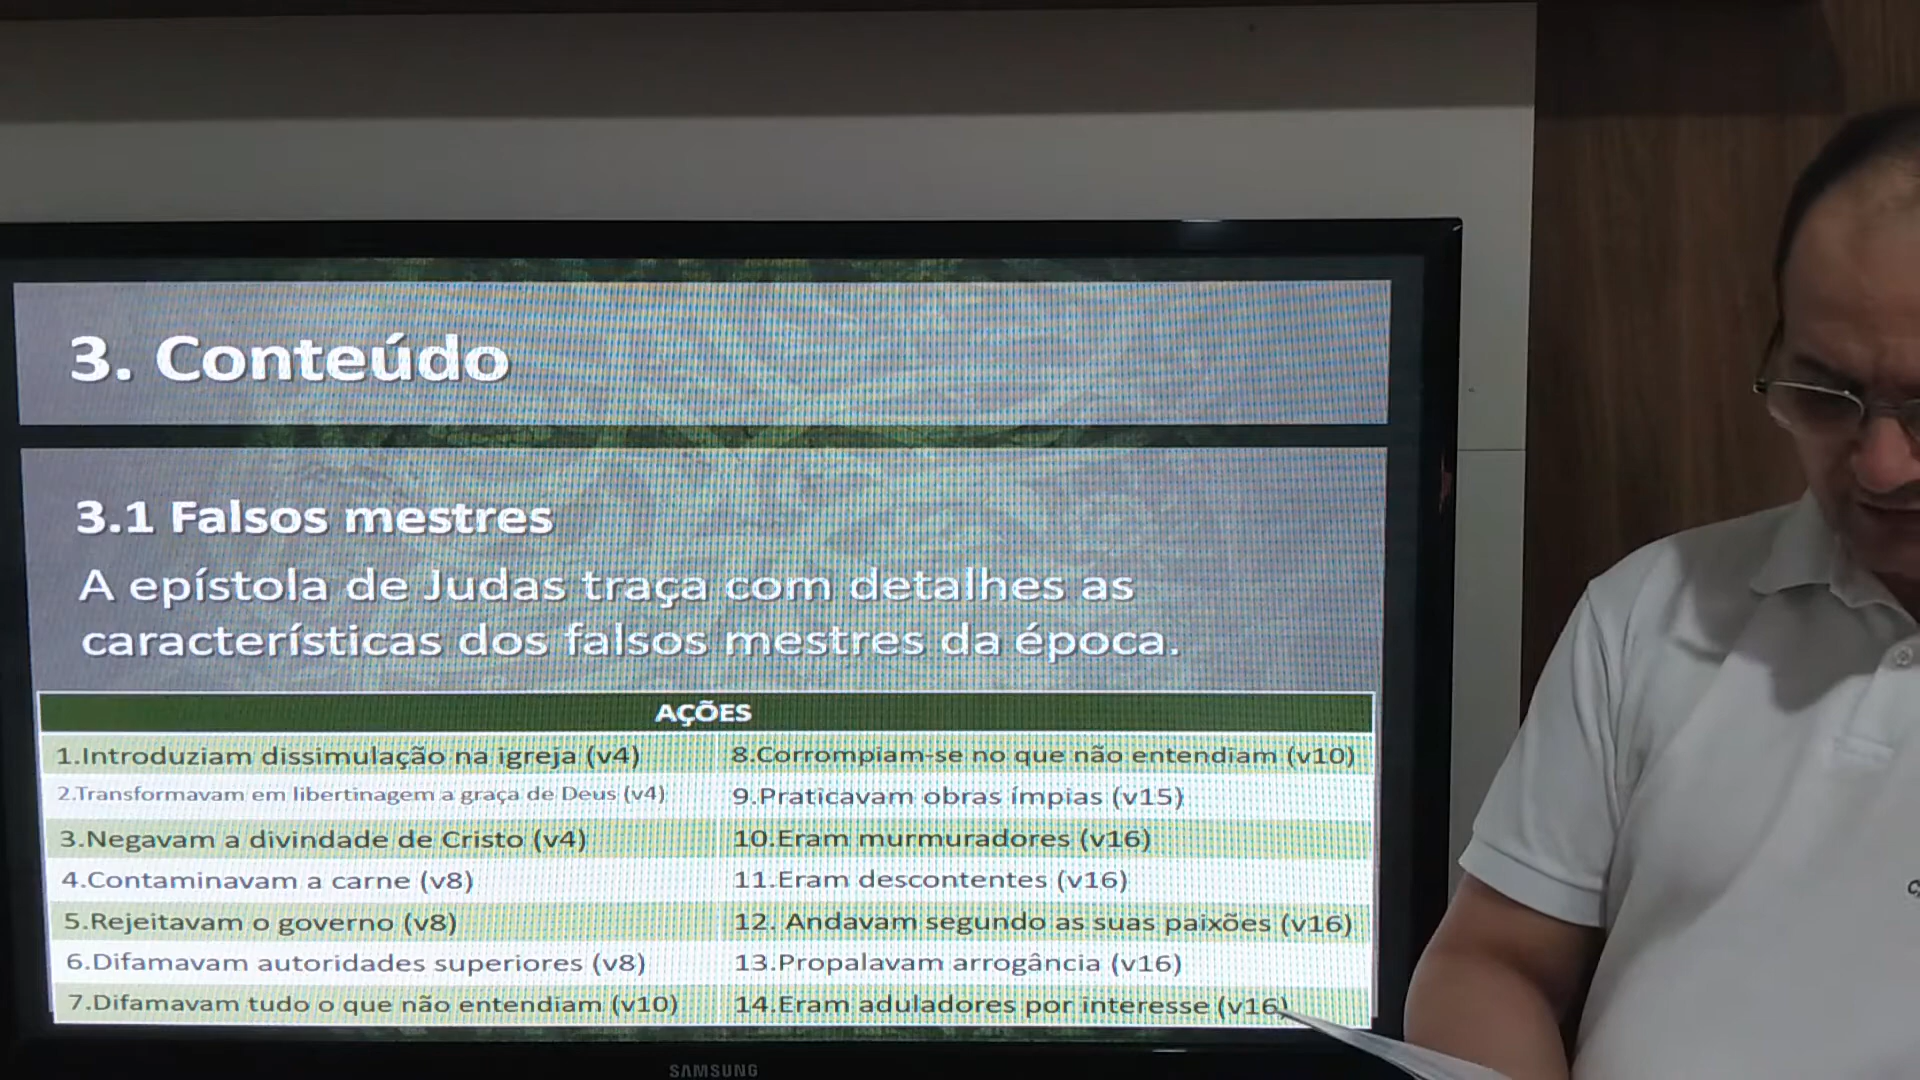 3. Conteúdo
3.1 Falsos mestres
A epístola de Judas traça com detalhes as
características dos falsos mestres da época.
AÇÕES
1.Introduziam dissimulação na igreja (v4)
2.Transformavam em libertinagem a graça de Deus (v4)
3.Negavam a divindade de Cristo (v4)
4.Contaminavam a carne (v8)
5.Rejeitavam o governo (v8)
6.Difamavam autoridades superiores (v8)
7.Difamavam tudo o que não entendiam (v10)
8.Corrompiam-se no que não entendiam (v10)
9.Praticavam obras ímpias (v15)
10.Eram murmuradores (v16)
11.Eram descontentes (v16)
12. Andavam segundo as suas paixões (v16)
13.Propalavam arrogância (v16)
14.Eram aduladores por interesse (v16)
SAMSUNG